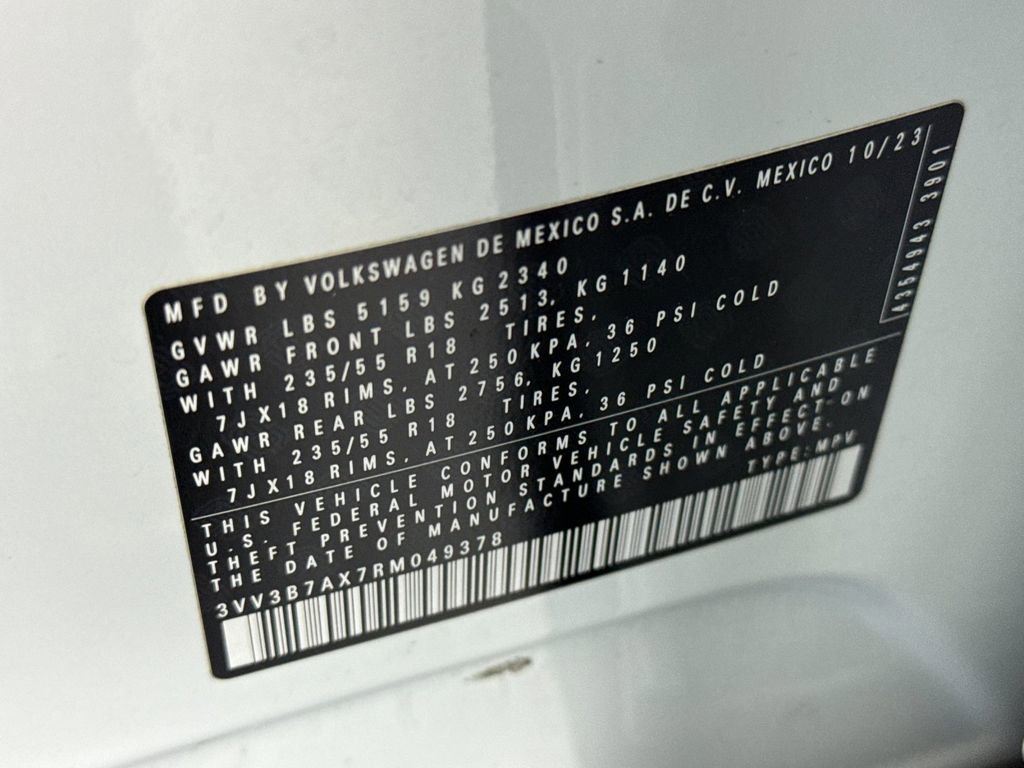 MFD BY VOLKSWAGEN DE MEXICO S.A. DE C.V. MEXICO 10/23
GVWR LBS 5159 KG 2340
GAWR FRONT LBS 2513, KG 1140
WITH 235/55 R18 TIRES,
7JX18 RIMS, AT 250 KPA, 36 PSI COLD
GAWR REAR LBS 2756, KG 1250
WITH 235/55 R18 TIRES,
7JX18 RIMS, AT 250 KPA, 36 PSI COLD
THIS VEHICLE CONFORMS TO ALL APPLICABLE
U.S. FEDERAL MOTOR VEHICLE SAFETY AND
THEFT PREVENTION STANDARDS IN EFFECT ON
THE DATE OF MANUFACTURE SHOWN ABOVE.
3VV3B7AX7RM049378 TYPE: MPV
4354943 3901